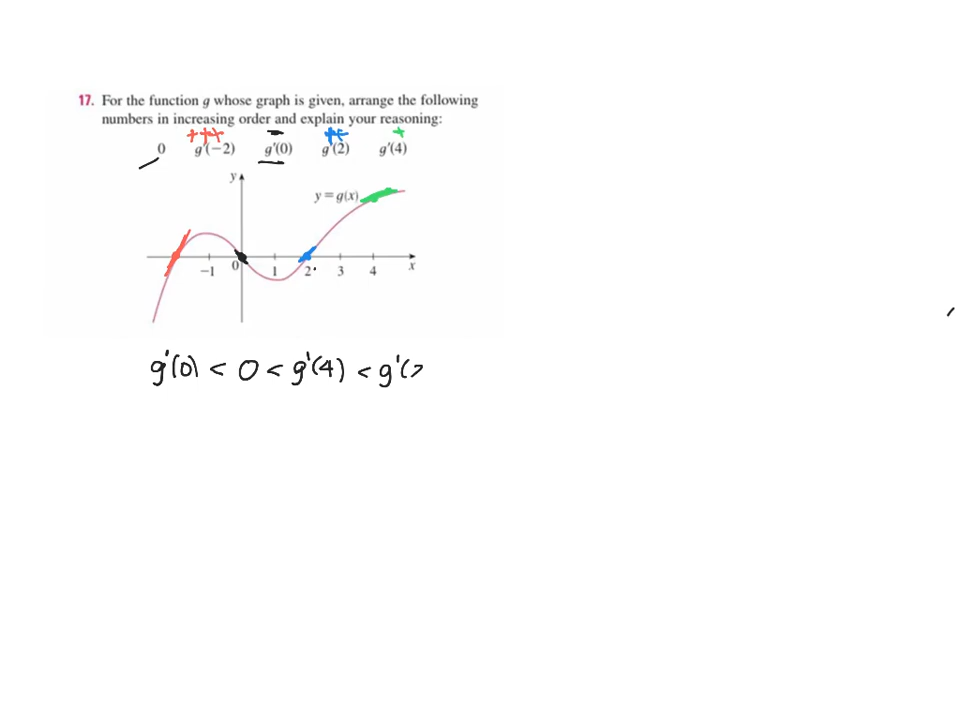 17. For the function g whose graph is given, arrange the following
numbers in increasing order and explain your reasoning:
+++ − ++ +
0 g′(−2) g′(0) g′(2) g′(4)
y
y = g(x)
−1 0 1 2 3 4 x
g'(0) < 0 < g'(4) < g'(2